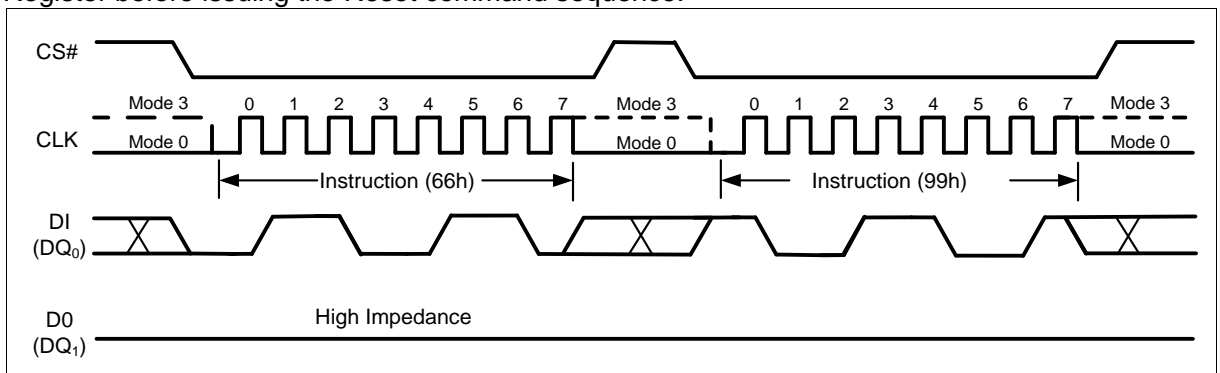 Register before issuing the Reset command sequence.
CS#
Mode 3 0 1 2 3 4 5 6 7 Mode 3 0 1 2 3 4 5 6 7 Mode 3
CLK
Mode 0 Mode 0 Mode 0
Instruction (66h) Instruction (99h)
DI
(DQ₀)
D0 High Impedance
(DQ₁)